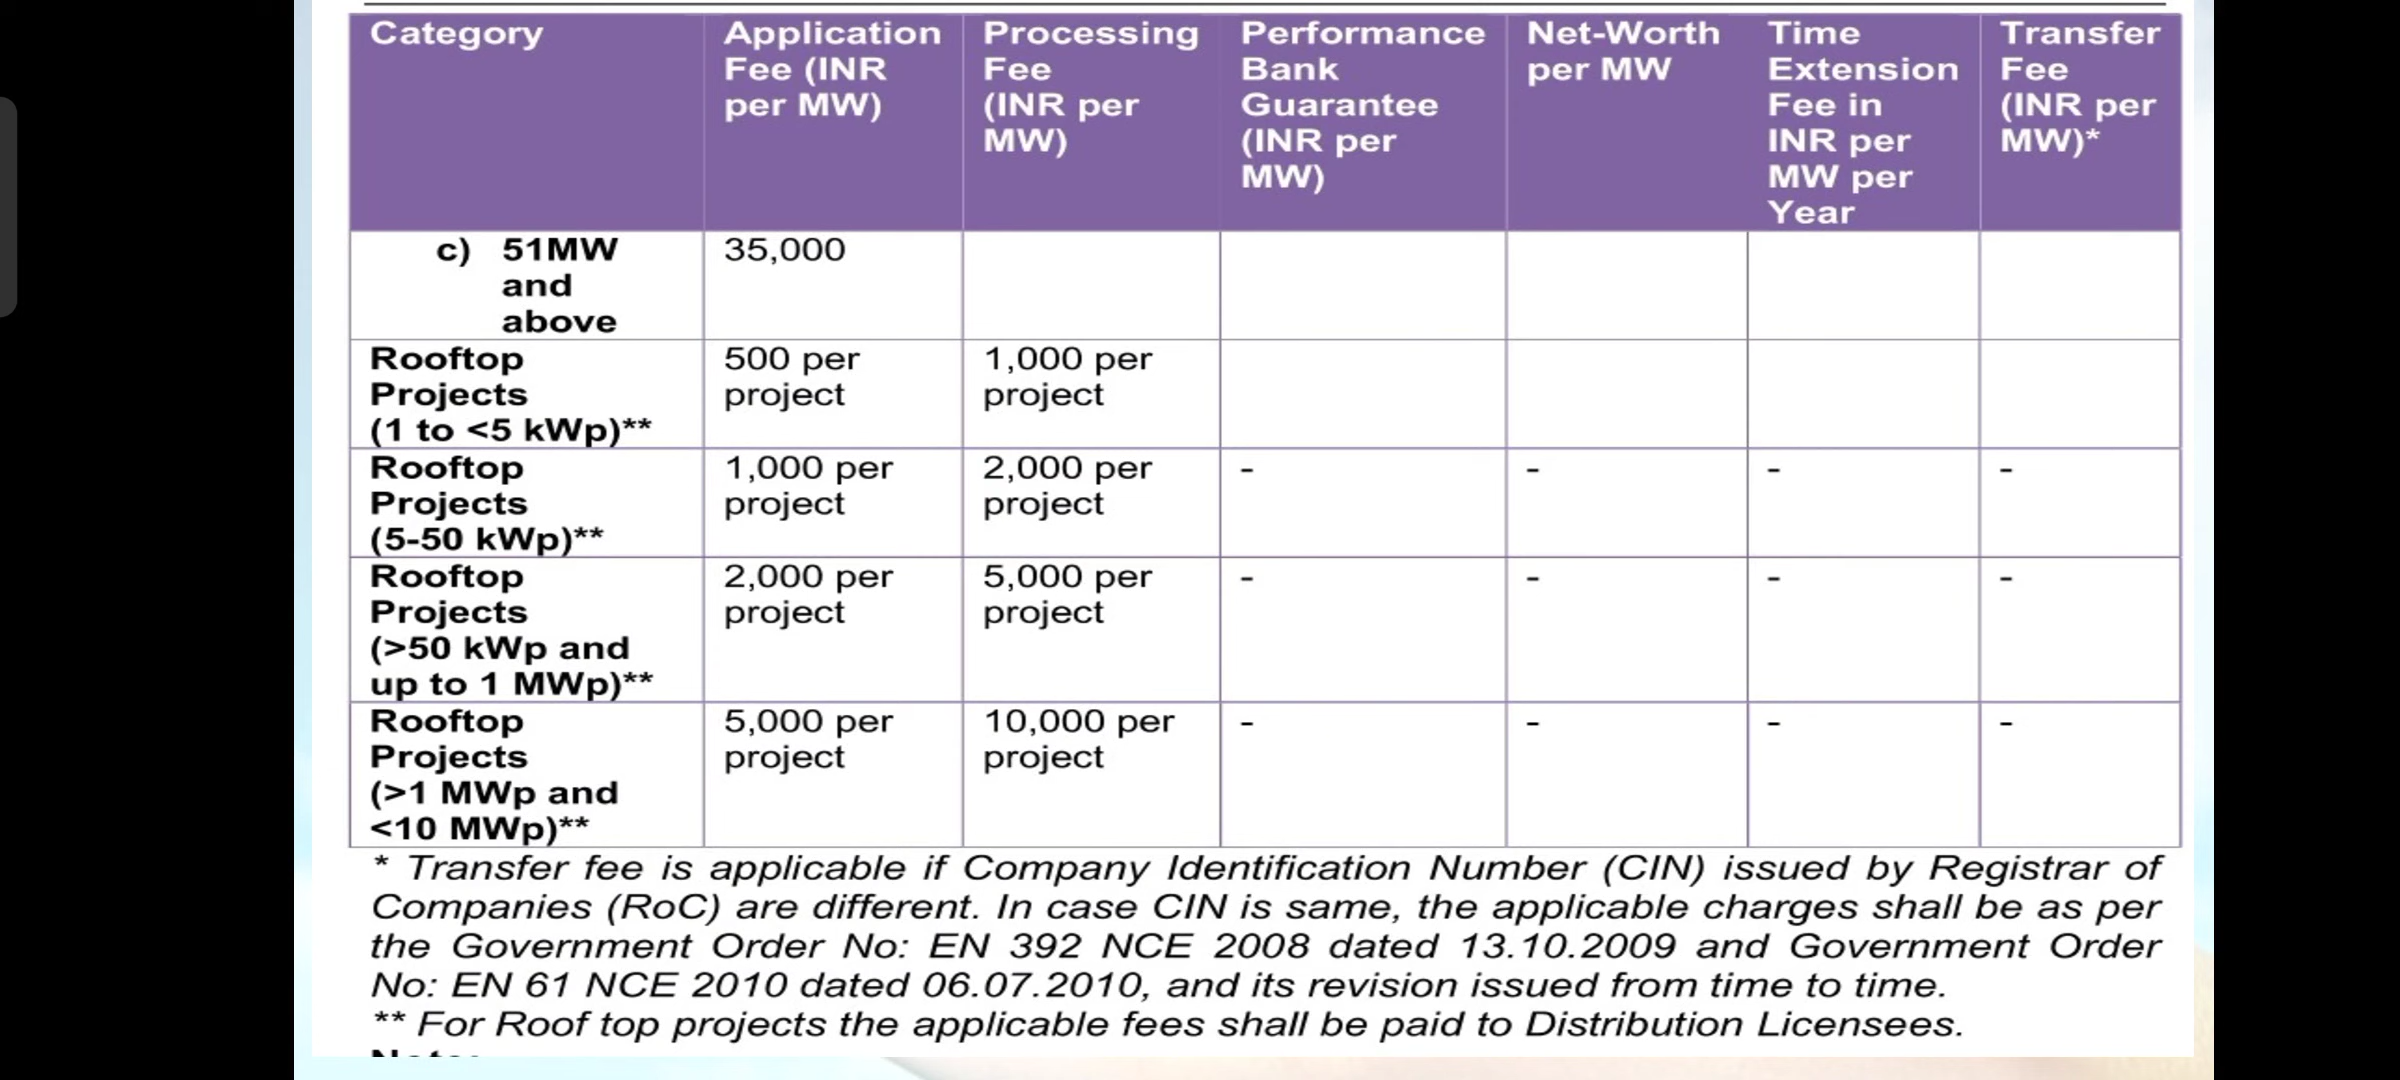 Category Application Fee (INR per MW) Processing Fee (INR per MW) Performance Bank Guarantee (INR per MW) Net-Worth per MW Time Extension Fee in INR per MW per Year Transfer Fee (INR per MW)*
c) 51MW and above 35,000
Rooftop Projects (1 to <5 kWp)** 500 per project 1,000 per project
Rooftop Projects (5-50 kWp)** 1,000 per project 2,000 per project - - - -
Rooftop Projects (>50 kWp and up to 1 MWp)** 2,000 per project 5,000 per project - - - -
Rooftop Projects (>1 MWp and <10 MWp)** 5,000 per project 10,000 per project - - - -
* Transfer fee is applicable if Company Identification Number (CIN) issued by Registrar of
Companies (RoC) are different. In case CIN is same, the applicable charges shall be as per
the Government Order No: EN 392 NCE 2008 dated 13.10.2009 and Government Order
No: EN 61 NCE 2010 dated 06.07.2010, and its revision issued from time to time.
** For Roof top projects the applicable fees shall be paid to Distribution Licensees.